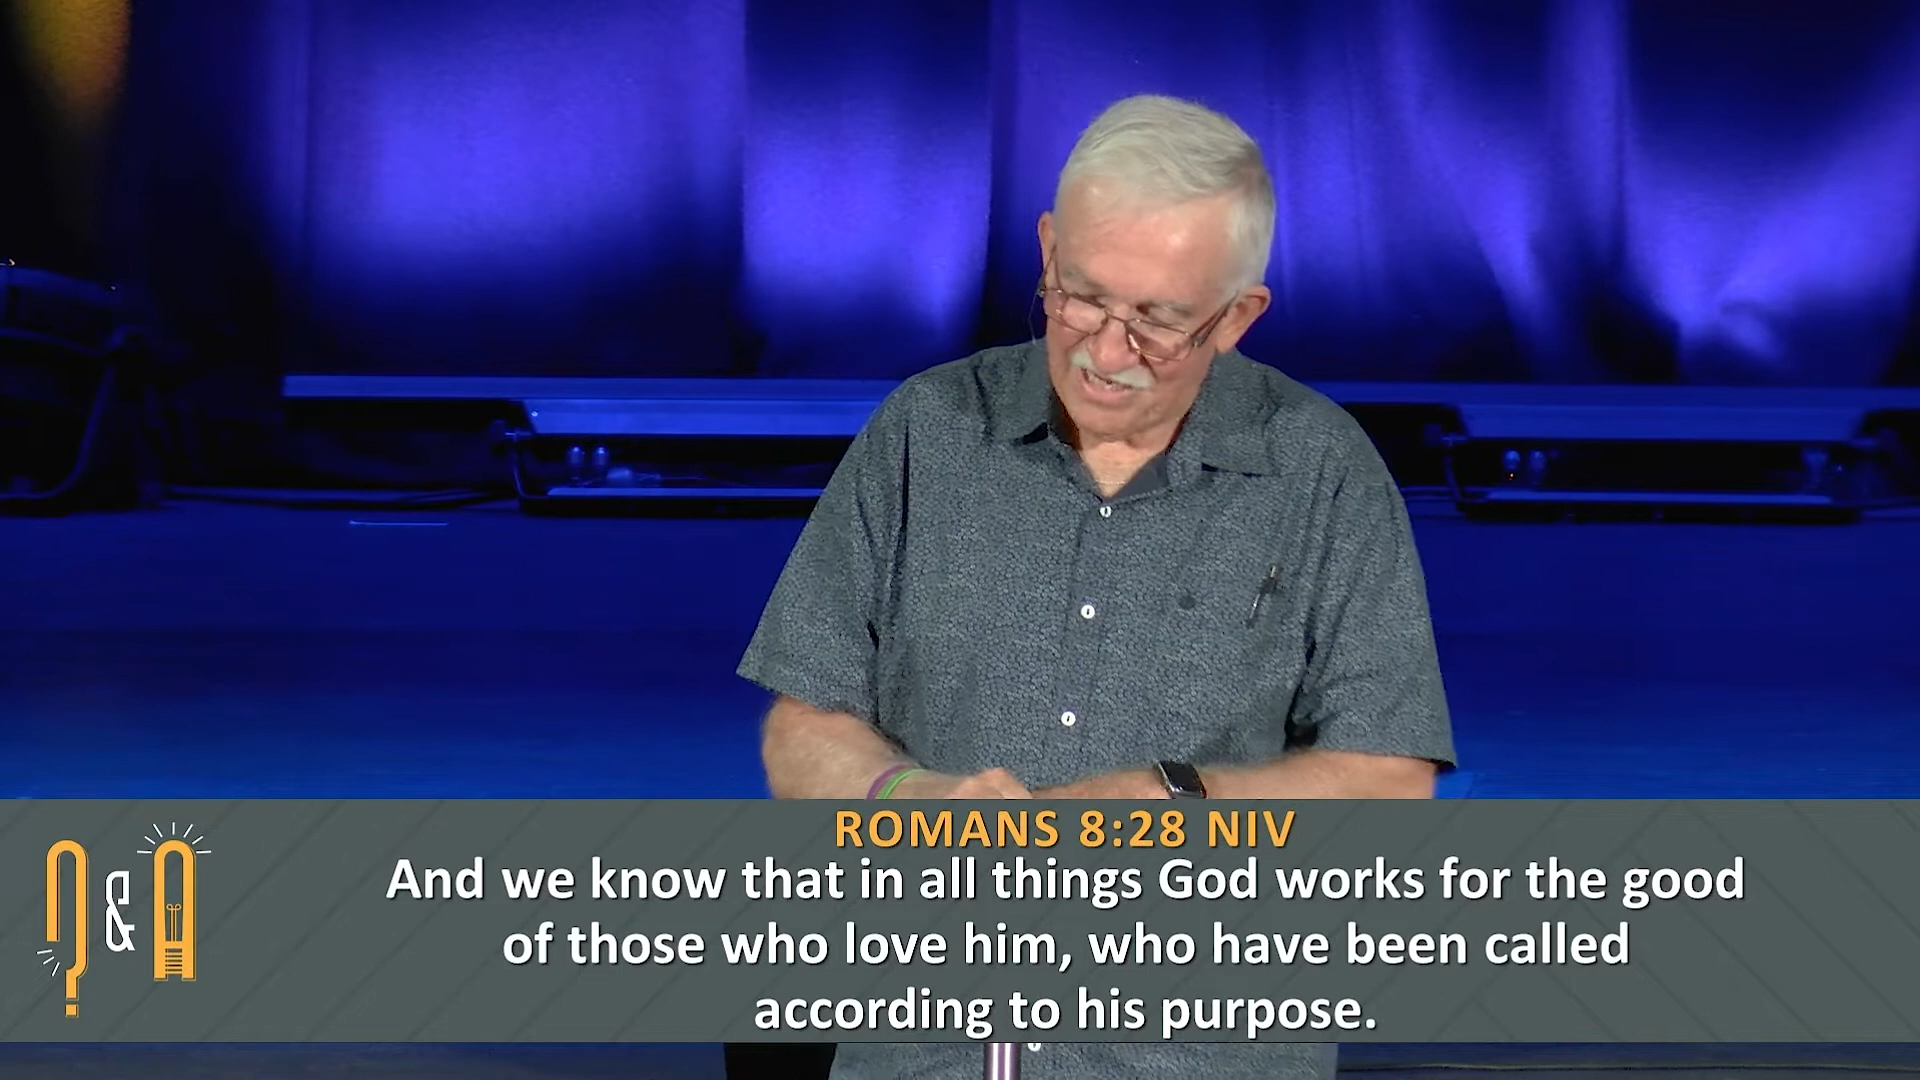 ROMANS 8:28 NIV
And we know that in all things God works for the good
of those who love him, who have been called
according to his purpose.
?&A